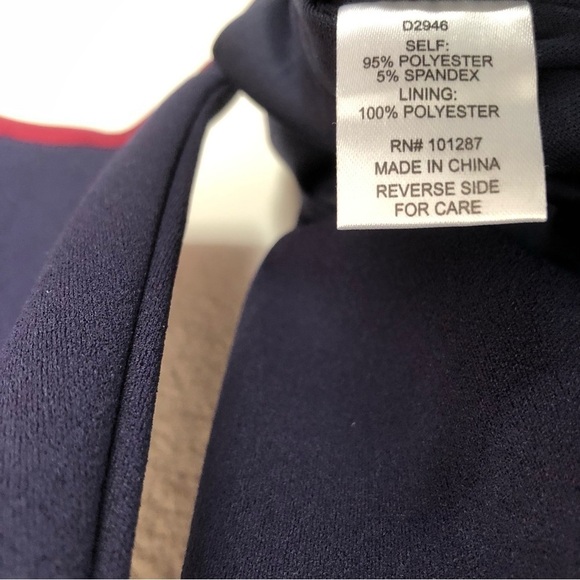 D2946
SELF:
95% POLYESTER
5% SPANDEX
LINING:
100% POLYESTER
RN# 101287
MADE IN CHINA
REVERSE SIDE
FOR CARE